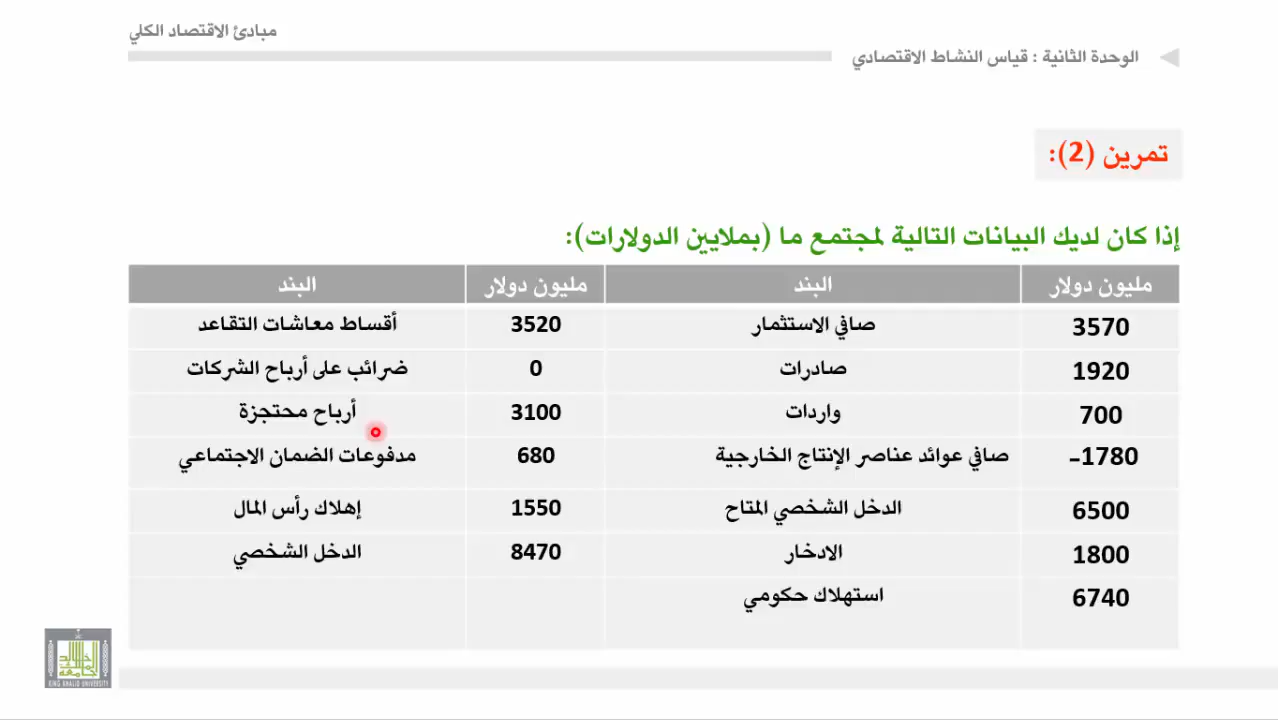 مبادئ الاقتصاد الكلي
الوحدة الثانية : قياس النشاط الاقتصادي
تمرين (2):
إذا كان لديك البيانات التالية لمجتمع ما (بملايين الدولارات):
مليون دولار البند مليون دولار البند
3570 صافي الاستثمار 3520 أقساط معاشات التقاعد
1920 صادرات 0 ضرائب على أرباح الشركات
700 واردات 3100 أرباح محتجزة
1780- صافي عوائد عناصر الإنتاج الخارجية 680 مدفوعات الضمان الاجتماعي
6500 الدخل الشخصي المتاح 1550 إهلاك رأس المال
1800 الادخار 8470 الدخل الشخصي
6740 استهلاك حكومي
KING KHALID UNIVERSITY